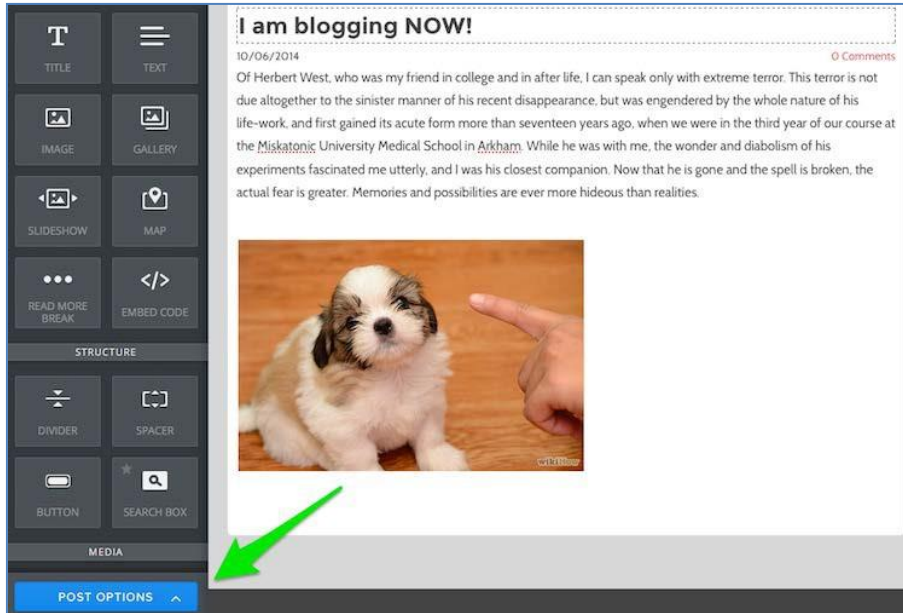 TITLE
TEXT
IMAGE
GALLERY
SLIDESHOW
MAP
READ MORE
BREAK
EMBED CODE
STRUCTURE
DIVIDER
SPACER
BUTTON
SEARCH BOX
MEDIA
POST OPTIONS
I am blogging NOW!
10/06/2014
0 Comments
Of Herbert West, who was my friend in college and in after life, I can speak only with extreme terror. This terror is not
due altogether to the sinister manner of his recent disappearance, but was engendered by the whole nature of his
life-work, and first gained its acute form more than seventeen years ago, when we were in the third year of our course at
the Miskatonic University Medical School in Arkham. While he was with me, the wonder and diabolism of his
experiments fascinated me utterly, and I was his closest companion. Now that he is gone and the spell is broken, the
actual fear is greater. Memories and possibilities are ever more hideous than realities.
wikiHow